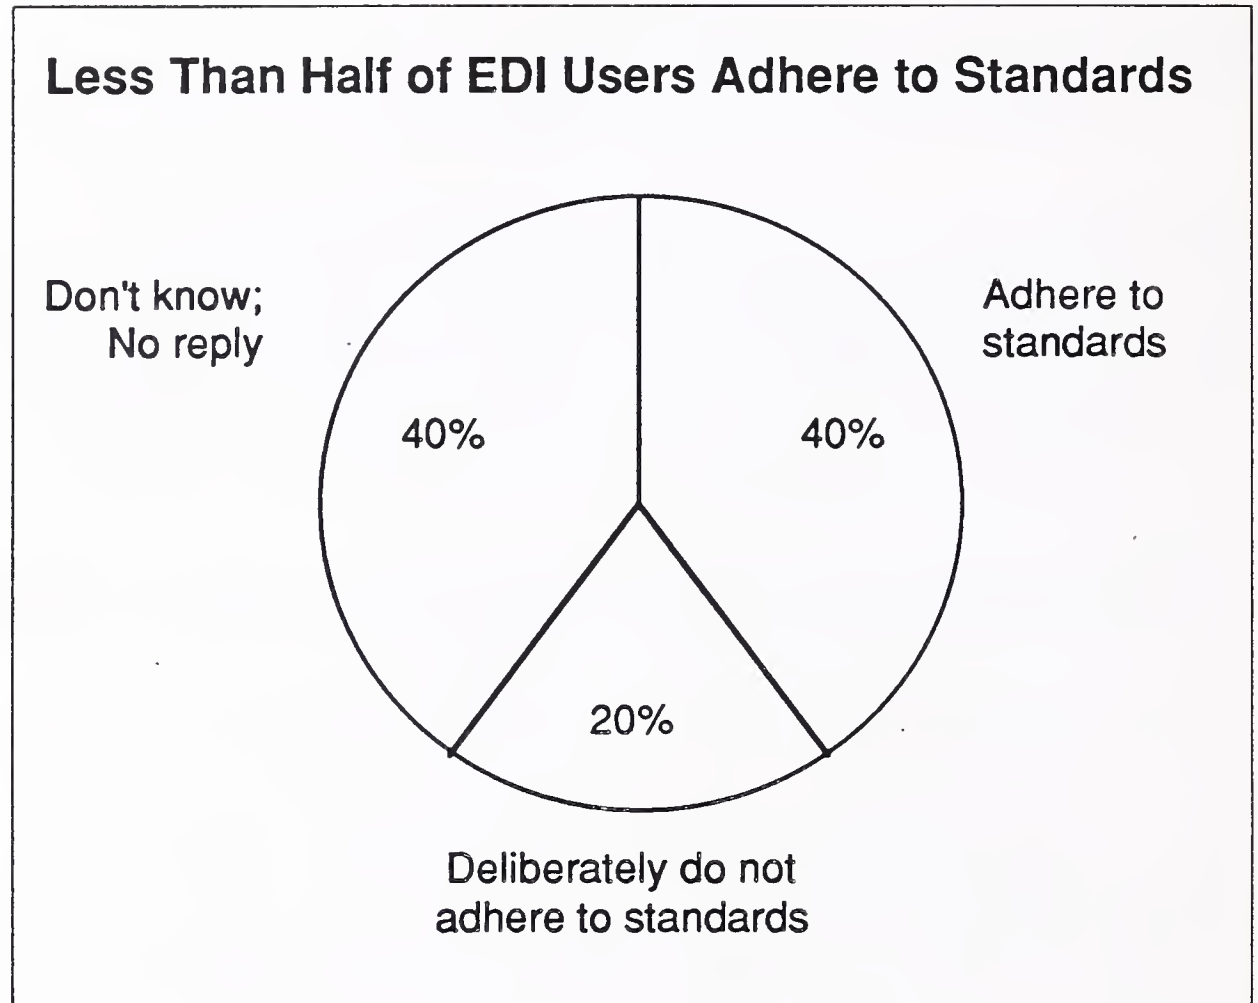 Less Than Half of EDI Users Adhere to Standards
Don't know;
No reply
Adhere to
standards
40%
40%
20%
Deliberately do not
adhere to standards